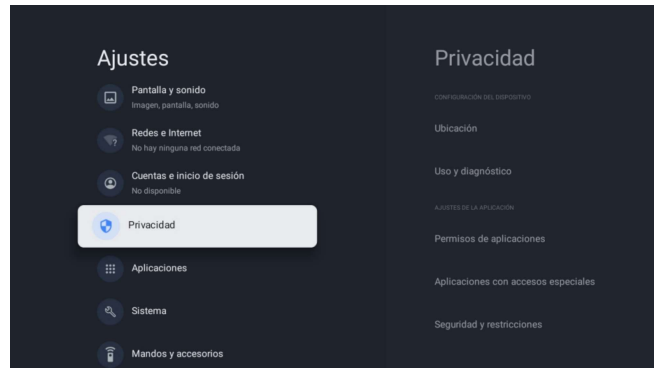 Ajustes
Pantalla y sonido
Imagen, pantalla, sonido
Redes e Internet
No hay ninguna red conectada
Cuentas e inicio de sesión
No disponible
Privacidad
Aplicaciones
Sistema
Mandos y accesorios
Privacidad
CONFIGURACIÓN DEL DISPOSITIVO
Ubicación
Uso y diagnóstico
AJUSTES DE LA APLICACIÓN
Permisos de aplicaciones
Aplicaciones con accesos especiales
Seguridad y restricciones